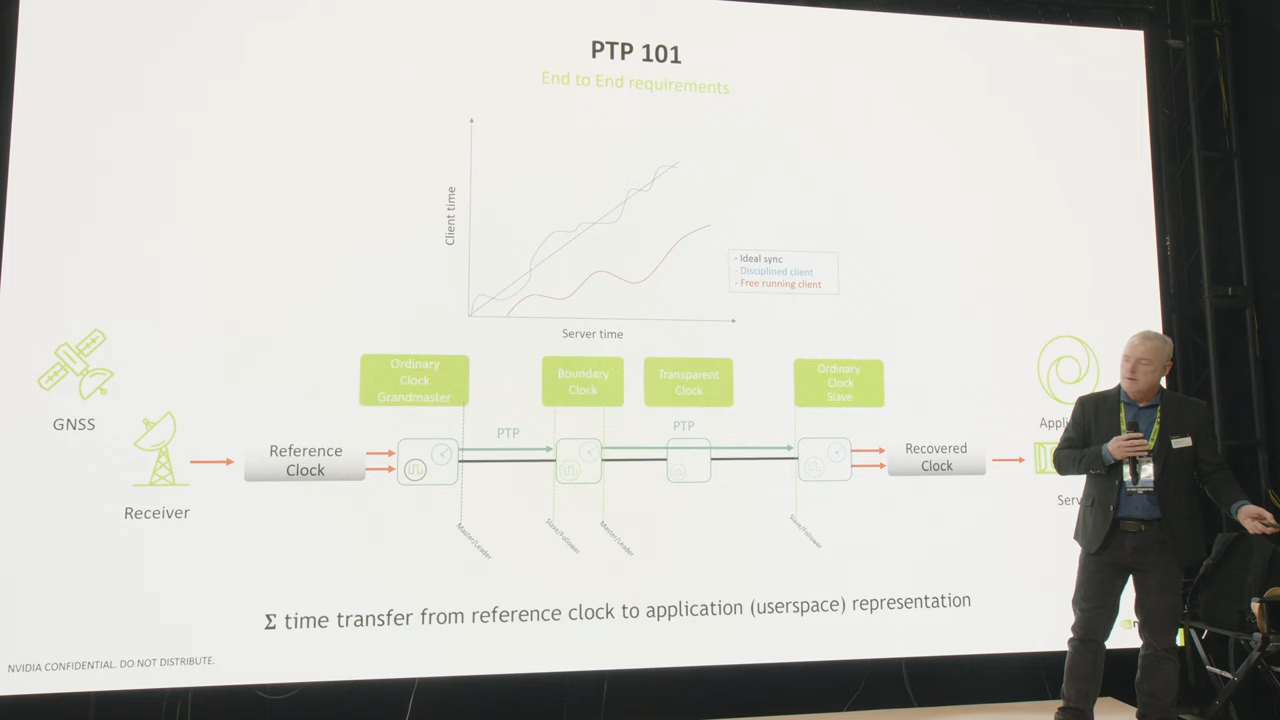 PTP 101
End to End requirements
Client time
- Ideal sync
- Disciplined client
- Free running client
Server time
Ordinary
Clock
Grandmaster
Boundary
Clock
Transparent
Clock
Ordinary
Clock
Slave
GNSS
Receiver
Reference
Clock
PTP
PTP
Recovered
Clock
Master/Leader
Slave/Follower
Master/Leader
Slave/Follower
Σ time transfer from reference clock to application (userspace) representation
NVIDIA CONFIDENTIAL. DO NOT DISTRIBUTE.